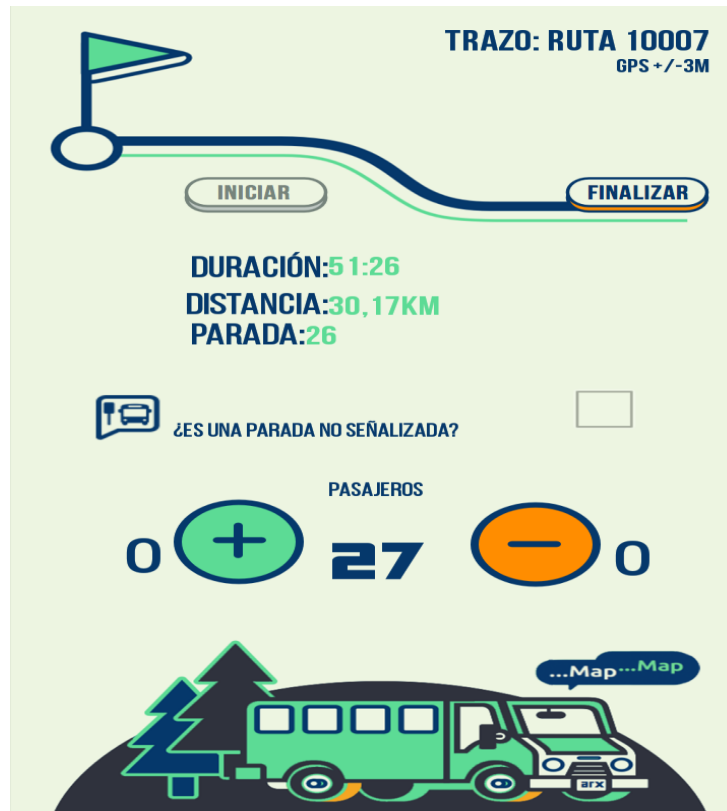 TRAZO: RUTA 10007
GPS +/-3M
INICIAR
FINALIZAR
DURACIÓN:51:26
DISTANCIA:30,17KM
PARADA:26
¿ES UNA PARADA NO SEÑALIZADA?
PASAJEROS
0 + 27 − 0
...Map ...Map
arx